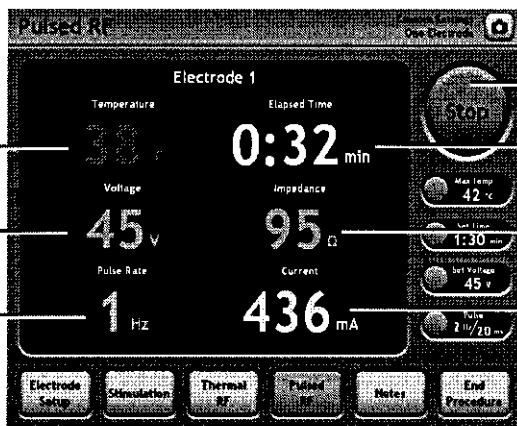 Pulsed RF
One Electrode
Electrode 1
Temperature
Elapsed Time
38
0:32 min
Stop
Max Temp
42 °C
Voltage
Impedance
45 V
95 Ω
Set Time
1:30 min
Pulse Rate
Current
Set Voltage
45 V
1 Hz
436 mA
Pulse
2 Hz/20 ms
Electrode Setup
Stimulation
Thermal RF
Pulsed RF
Notes
End Procedure